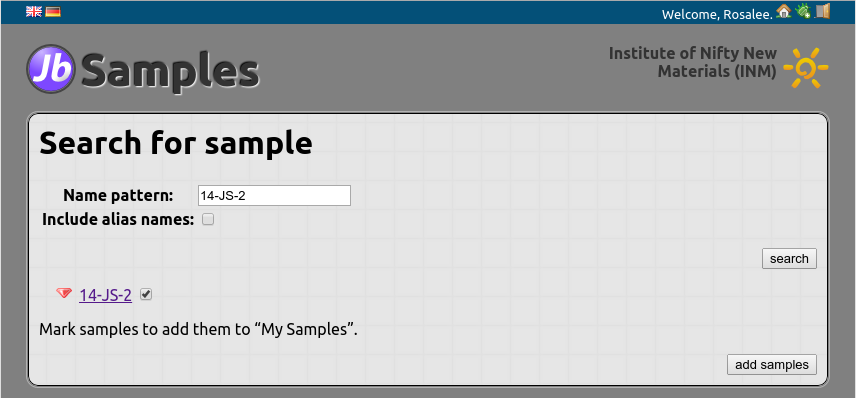 Welcome, Rosalee.
Jb Samples
Institute of Nifty New
Materials (INM)
Search for sample
Name pattern: 14-JS-2
Include alias names:
search
14-JS-2
Mark samples to add them to “My Samples”.
add samples